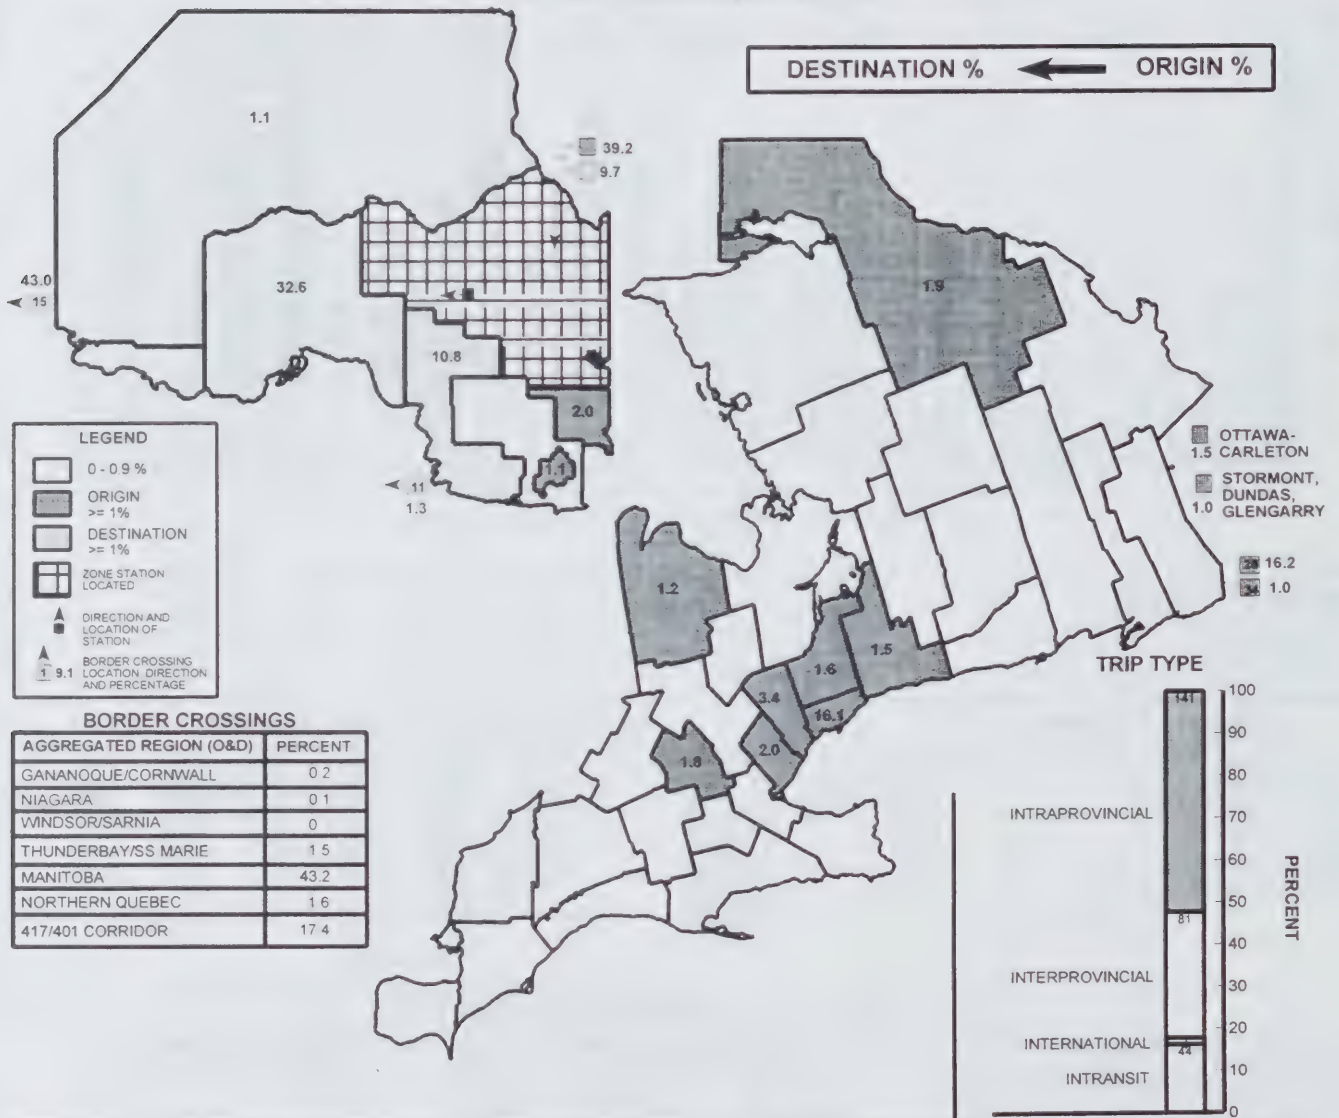 DESTINATION % ORIGIN %
1.1
39.2
9.7
43.0
15
32.6
10.8
2.0
1.1
11
1.3
1.9
OTTAWA-
1.5 CARLETON
STORMONT,
DUNDAS,
1.0 GLENGARRY
16.2
1.0
LEGEND
0 - 0.9 %
ORIGIN
>= 1%
DESTINATION
>= 1%
ZONE STATION
LOCATED
DIRECTION AND
LOCATION OF
STATION
1 9.1 BORDER CROSSING
LOCATION DIRECTION
AND PERCENTAGE
1.2
1.5
1.6
3.4
16.1
2.0
1.8
BORDER CROSSINGS
AGGREGATED REGION (O&D) PERCENT
GANANOQUE/CORNWALL 0 2
NIAGARA 0 1
WINDSOR/SARNIA 0
THUNDERBAY/SS MARIE 1 5
MANITOBA 43.2
NORTHERN QUEBEC 1 6
417/401 CORRIDOR 17 4
TRIP TYPE
141
81
44
INTRAPROVINCIAL
INTERPROVINCIAL
INTERNATIONAL
INTRANSIT
100
90
80
70
60
50
40
30
20
10
0
PERCENT